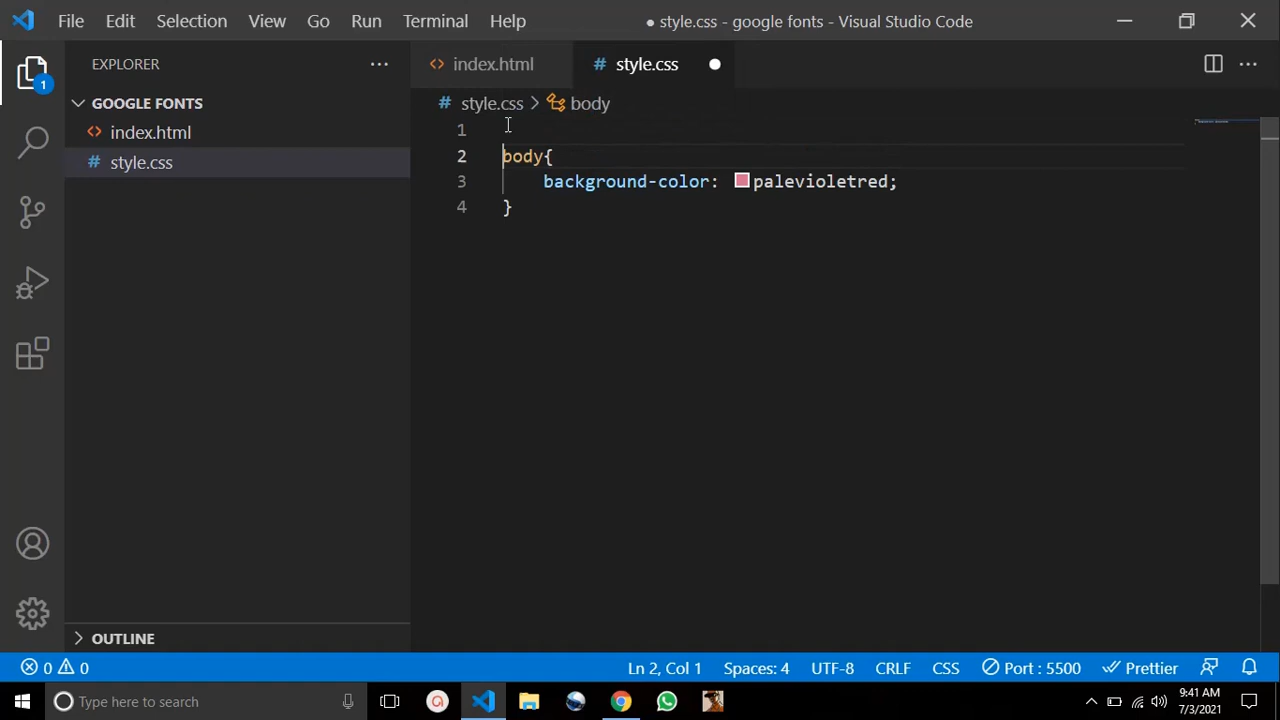 File Edit Selection View Go Run Terminal Help ● style.css - google fonts - Visual Studio Code
EXPLORER ...
index.html
style.css
1
GOOGLE FONTS
index.html
style.css
style.css > body
1
2 body{
3 background-color: palevioletred;
4 }
OUTLINE
0 0 Ln 2, Col 1 Spaces: 4 UTF-8 CRLF CSS Port : 5500 Prettier
Type here to search
9:41 AM
7/3/2021